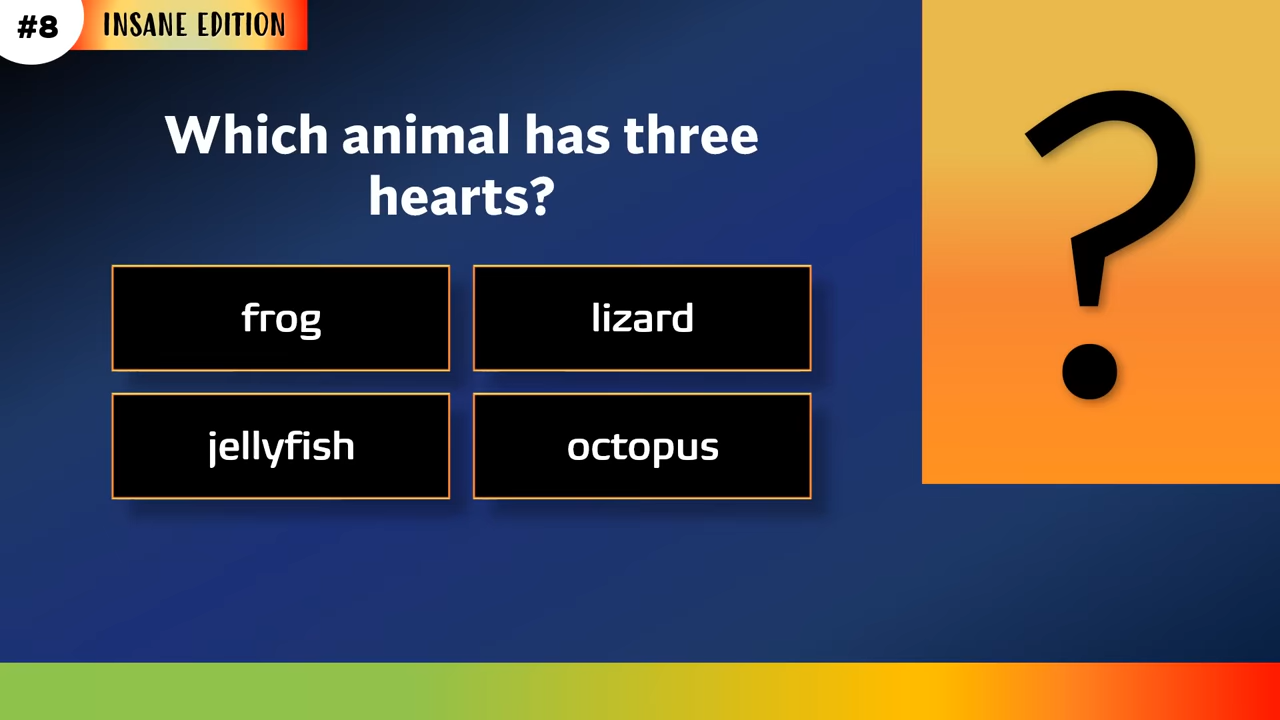 #8
INSANE EDITION
Which animal has three
hearts?
frog
lizard
jellyfish
octopus
?